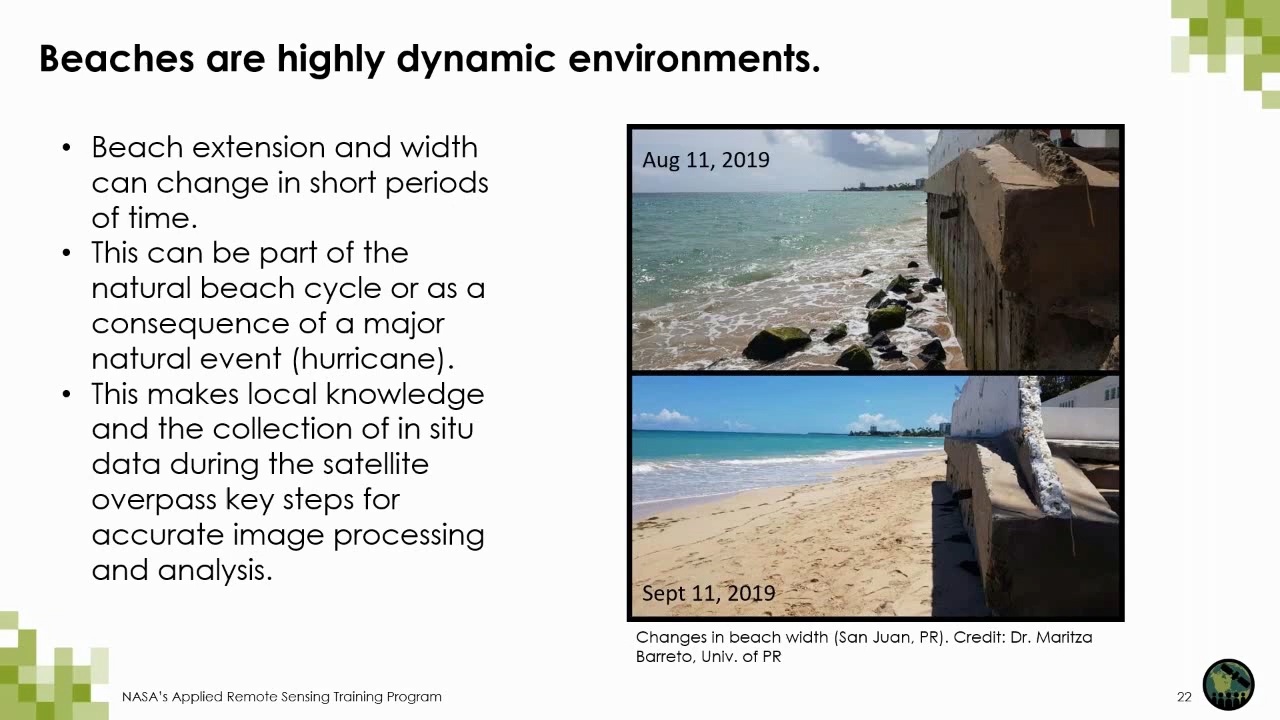 Beaches are highly dynamic environments.
• Beach extension and width
can change in short periods
of time.
• This can be part of the
natural beach cycle or as a
consequence of a major
natural event (hurricane).
• This makes local knowledge
and the collection of in situ
data during the satellite
overpass key steps for
accurate image processing
and analysis.
Aug 11, 2019
Sept 11, 2019
Changes in beach width (San Juan, PR). Credit: Dr. Maritza
Barreto, Univ. of PR
NASA's Applied Remote Sensing Training Program
22